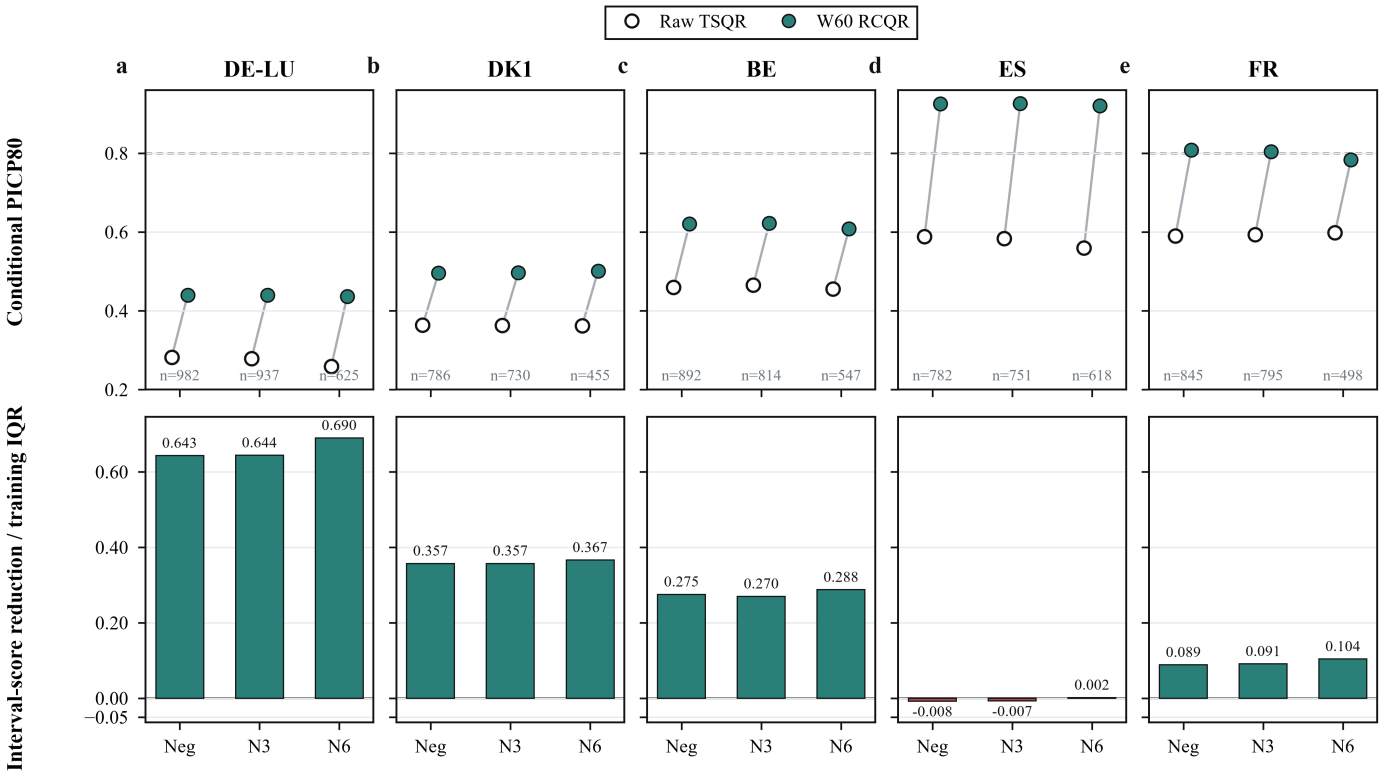 Raw TSQR W60 RCQR
a DE-LU b DK1 c BE d ES e FR
Conditional PICP80
0.8
0.6
0.4
0.2
n=982 n=937 n=625 n=786 n=730 n=455 n=892 n=814 n=547 n=782 n=751 n=618 n=845 n=795 n=498
Interval-score reduction / training IQR
0.60
0.40
0.20
0.00
−0.05
0.643 0.644 0.690
0.357 0.357 0.367
0.275 0.270 0.288
-0.008 -0.007 0.002
0.089 0.091 0.104
Neg N3 N6 Neg N3 N6 Neg N3 N6 Neg N3 N6 Neg N3 N6